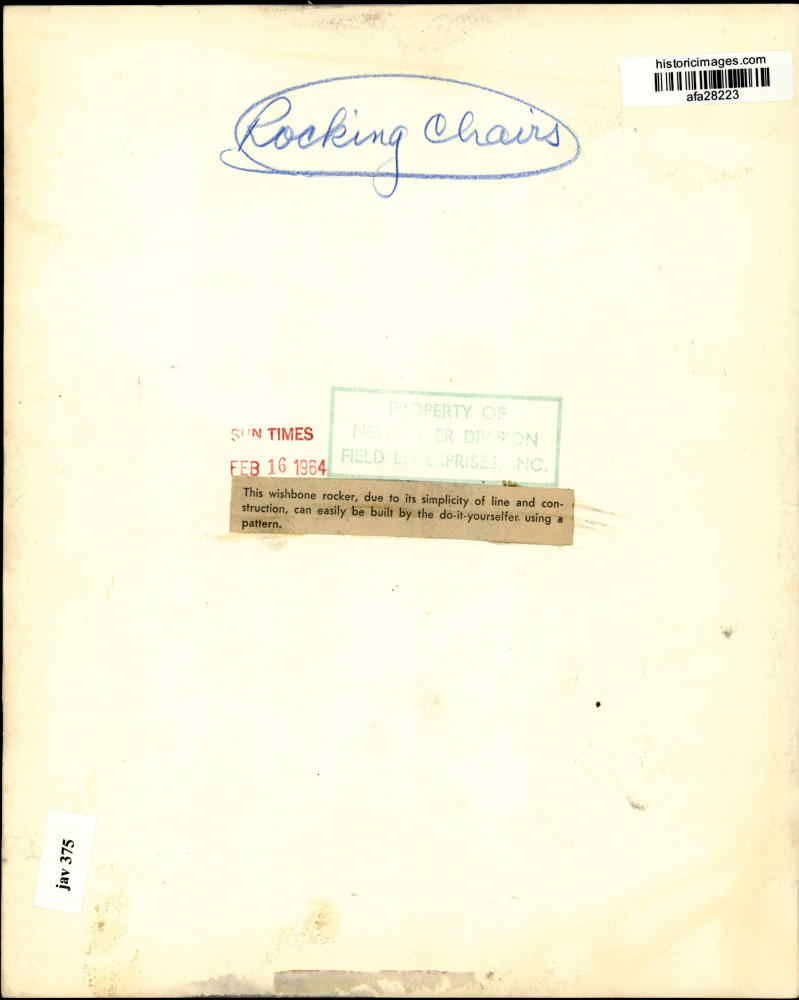 historicimages.com
afa28223
Rocking Chairs
PROPERTY OF
DIVISION
FIELD ENTERPRISES, INC.
SUN TIMES
FEB 16 1964
This wishbone rocker, due to its simplicity of line and con-
struction, can easily be built by the do-it-yourselfer using a
pattern.
jav 375